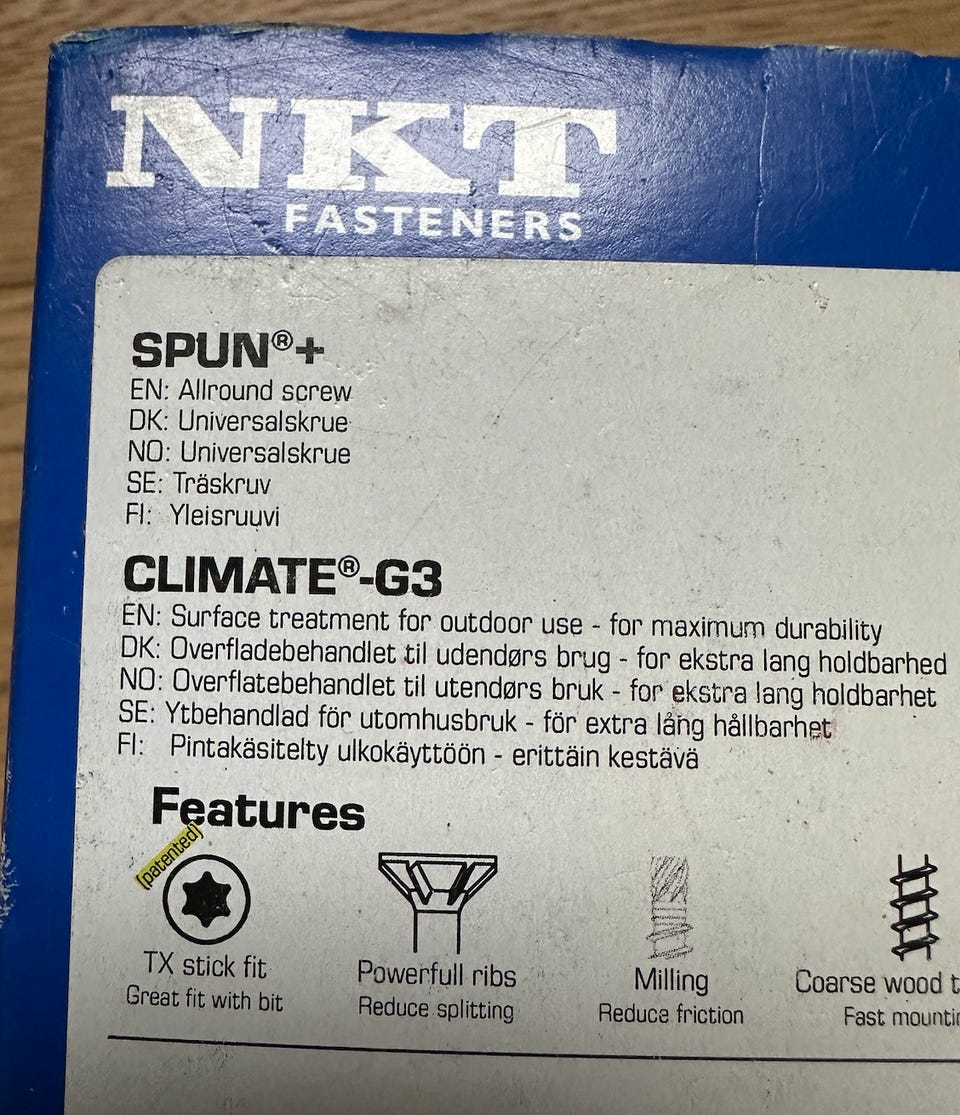 NKT
FASTENERS
SPUN®+
EN: Allround screw
DK: Universalskrue
NO: Universalskrue
SE: Träskruv
FI: Yleisruuvi
CLIMATE®-G3
EN: Surface treatment for outdoor use - for maximum durability
DK: Overfladebehandlet til udendørs brug - for ekstra lang holdbarhed
NO: Overflatebehandlet til utendørs bruk - for ekstra lang holdbarhet
SE: Ytbehandlad för utomhusbruk - för extra lång hållbarhet
FI: Pintakäsitelty ulkokäyttöön - erittäin kestävä
Features
(patented)
TX stick fit
Great fit with bit
Powerfull ribs
Reduce splitting
Milling
Reduce friction
Coarse wood
Fast